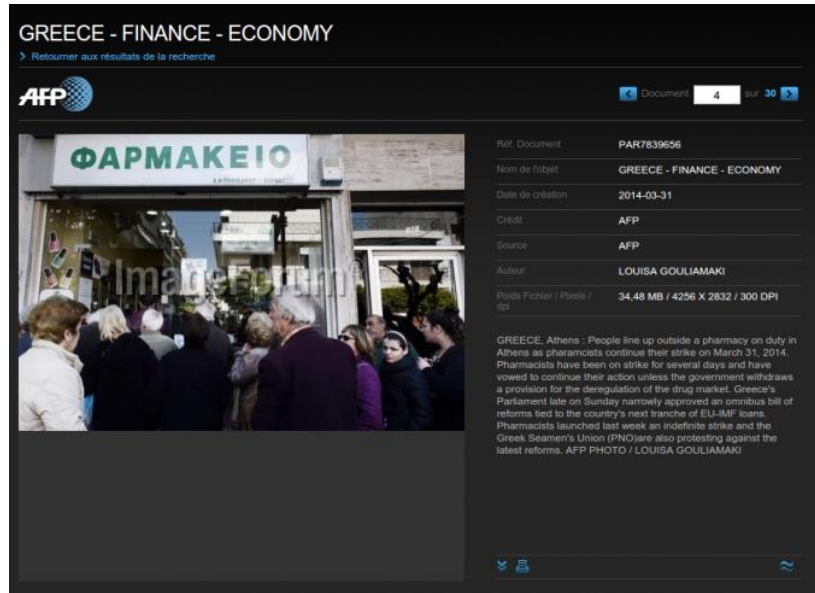 GREECE - FINANCE - ECONOMY
Retourner aux résultats de la recherche
AFP
Document 4 sur 30
ΦΑΡΜΑΚΕΙΟ
ImageForum
Réf. Document PAR7839656
Nom de l'objet GREECE - FINANCE - ECONOMY
Date de création 2014-03-31
Crédit AFP
Source AFP
Auteur LOUISA GOULIAMAKI
Poids Fichier / Pixels / dpi 34,48 MB / 4256 X 2832 / 300 DPI
GREECE, Athens : People line up outside a pharmacy on duty in
Athens as pharamcists continue their strike on March 31, 2014.
Pharmacists have been on strike for several days and have
vowed to continue their action unless the government withdraws
a provision for the deregulation of the drug market. Greece's
Parliament late on Sunday narrowly approved an omnibus bill of
reforms tied to the country's next tranche of EU-IMF loans.
Pharmacists launched last week an indefinite strike and the
Greek Seamen's Union (PNO)are also protesting against the
latest reforms. AFP PHOTO / LOUISA GOULIAMAKI